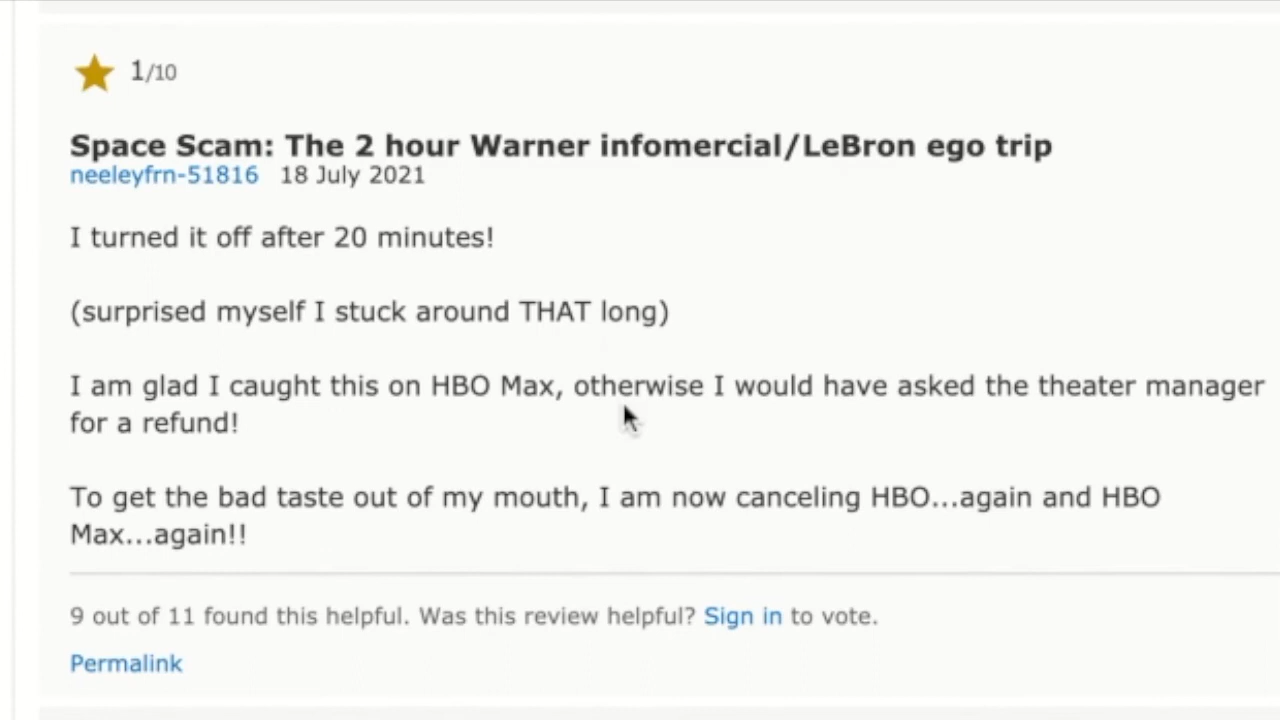 1/10
Space Scam: The 2 hour Warner infomercial/LeBron ego trip
neeleyfrn-51816 18 July 2021
I turned it off after 20 minutes!
(surprised myself I stuck around THAT long)
I am glad I caught this on HBO Max, otherwise I would have asked the theater manager
for a refund!
To get the bad taste out of my mouth, I am now canceling HBO...again and HBO
Max...again!!
9 out of 11 found this helpful. Was this review helpful? Sign in to vote.
Permalink